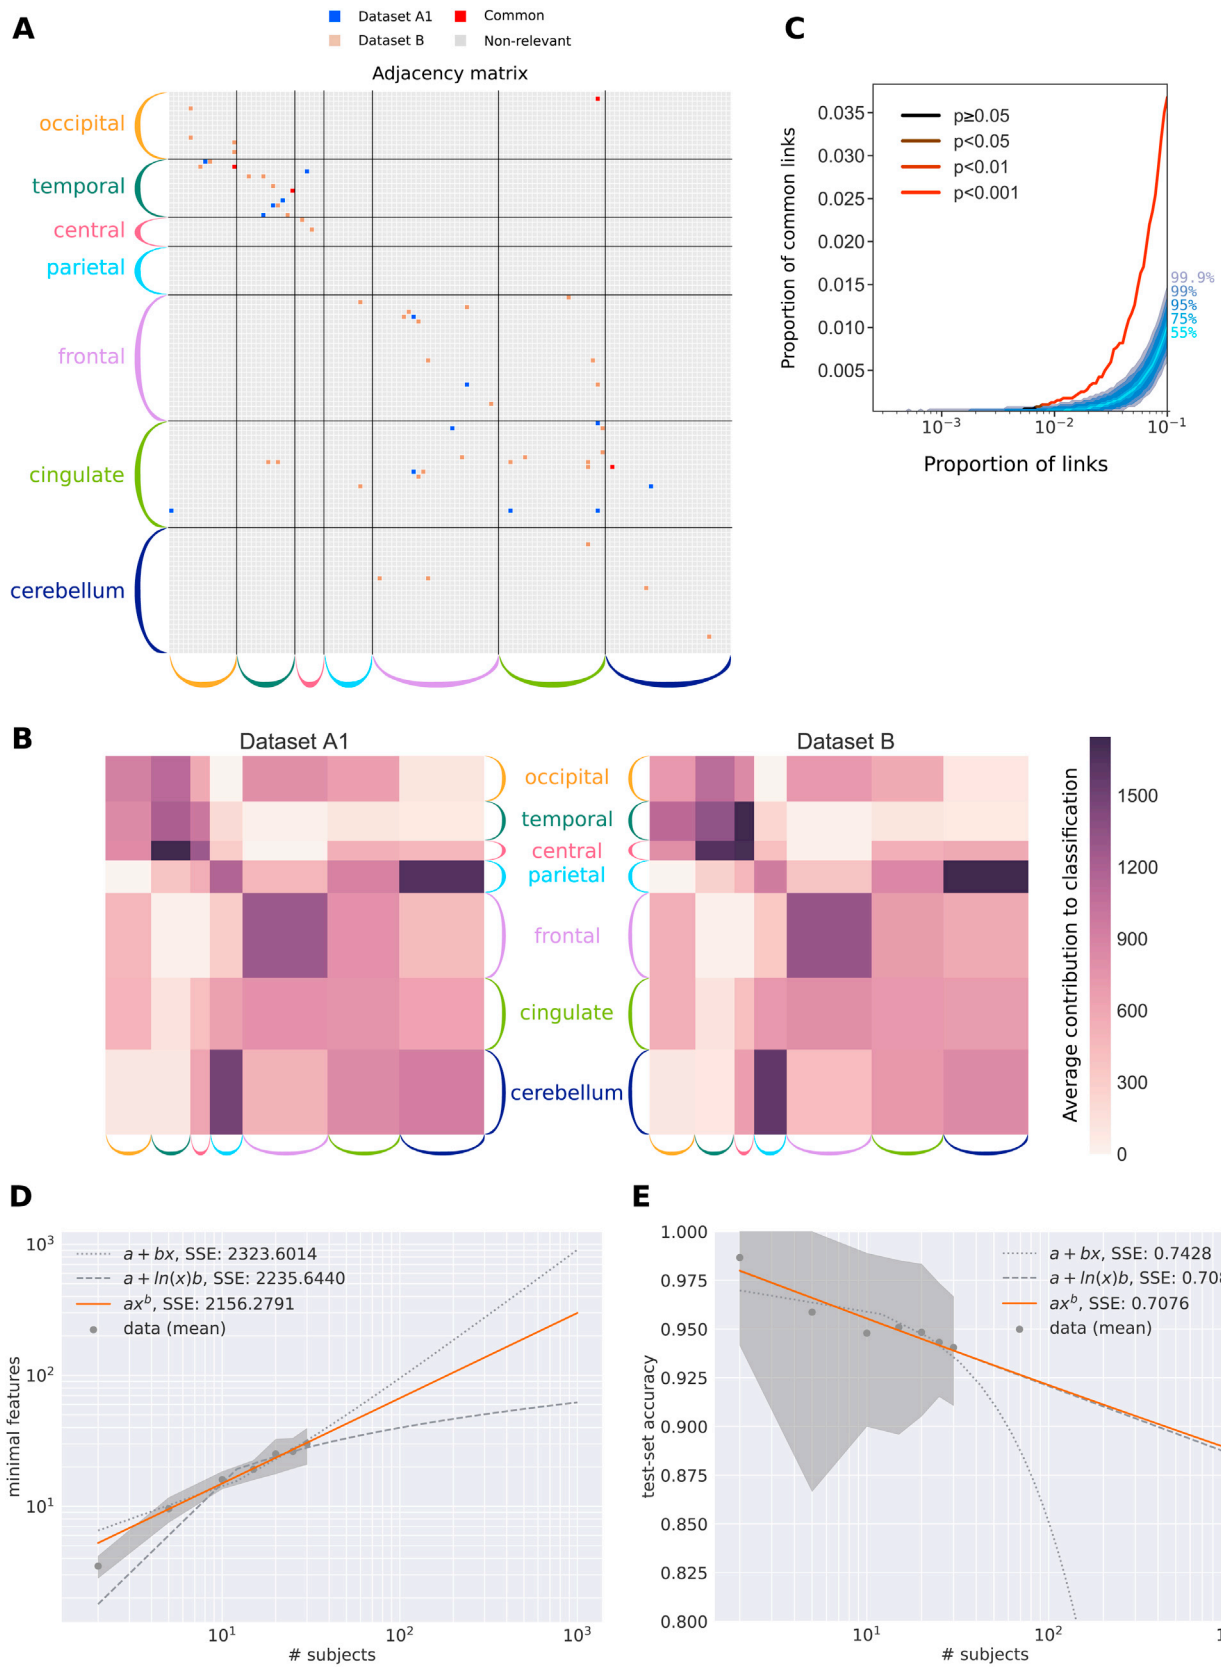 A
Dataset A1
Common
Dataset B
Non-relevant
Adjacency matrix
occipital
temporal
central
parietal
frontal
cingulate
cerebellum
C
0.035
0.030
0.025
0.020
0.015
0.010
0.005
Proportion of common links
p≥0.05
p<0.05
p<0.01
p<0.001
99.9%
99%
95%
75%
55%
10⁻³
10⁻²
10⁻¹
Proportion of links
B
Dataset A1
Dataset B
occipital
temporal
central
parietal
frontal
cingulate
cerebellum
1500
1200
900
600
300
0
Average contribution to classification
D
10³
10²
10¹
minimal features
a + bx, SSE: 2323.6014
a + ln(x)b, SSE: 2235.6440
axᵇ, SSE: 2156.2791
data (mean)
10¹
10²
10³
# subjects
E
1.000
0.975
0.950
0.925
0.900
0.875
0.850
0.825
0.800
test-set accuracy
a + bx, SSE: 0.7428
a + ln(x)b, SSE: 0.708
axᵇ, SSE: 0.7076
data (mean)
10¹
10²
# subjects